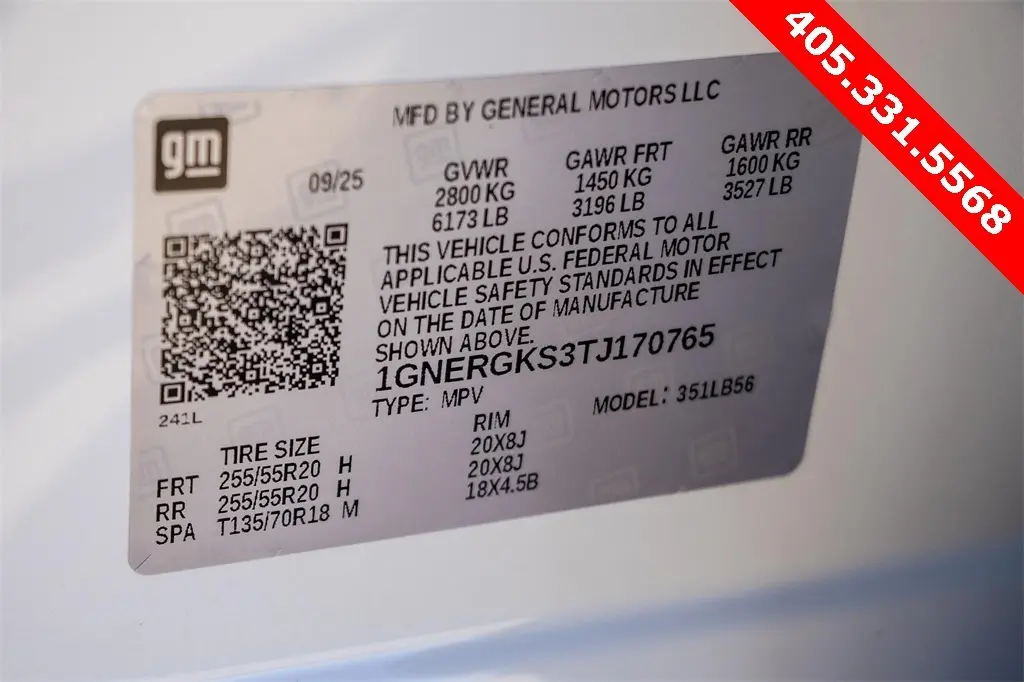 405.331.5568
MFD BY GENERAL MOTORS LLC
gm
09/25
GVWR GAWR FRT GAWR RR
2800 KG 1450 KG 1600 KG
6173 LB 3196 LB 3527 LB
THIS VEHICLE CONFORMS TO ALL
APPLICABLE U.S. FEDERAL MOTOR
VEHICLE SAFETY STANDARDS IN EFFECT
ON THE DATE OF MANUFACTURE
SHOWN ABOVE.
1GNERGKS3TJ170765
TYPE: MPV MODEL: 351LB56
241L
TIRE SIZE RIM
FRT 255/55R20 H 20X8J
RR 255/55R20 H 20X8J
SPA T135/70R18 M 18X4.5B